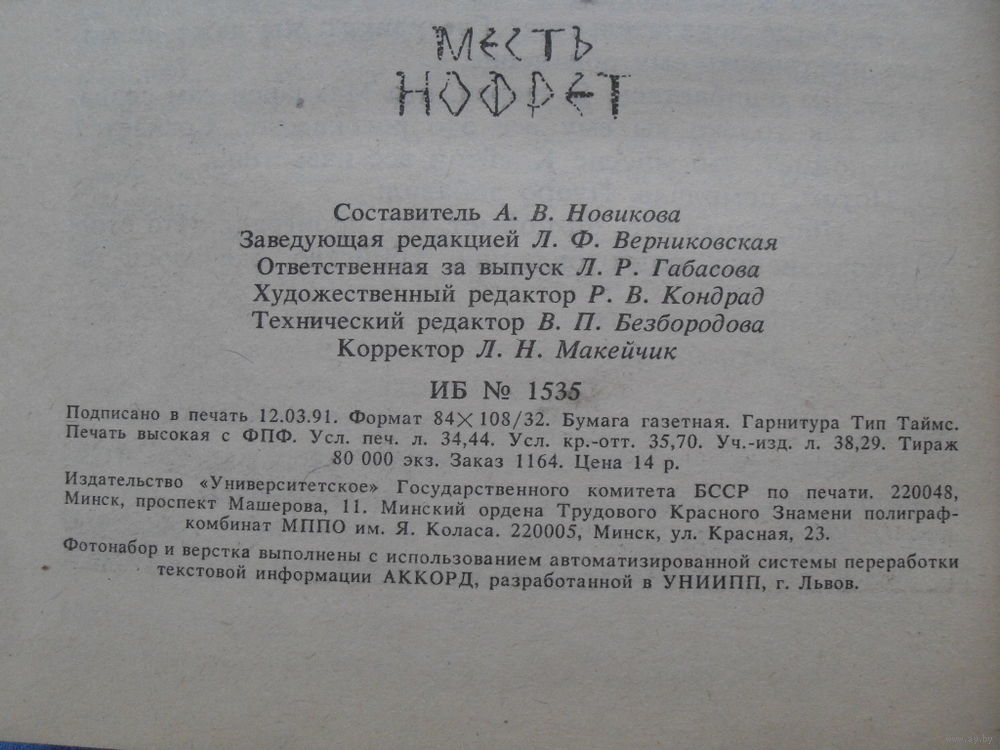 МЕСТЬ
НОФРЕТ
Составитель А. В. Новикова
Заведующая редакцией Л. Ф. Верниковская
Ответственная за выпуск Л. Р. Габасова
Художественный редактор Р. В. Кондрад
Технический редактор В. П. Безбородова
Корректор Л. Н. Макейчик
ИБ № 1535
Подписано в печать 12.03.91. Формат 84×108/32. Бумага газетная. Гарнитура Тип Таймс.
Печать высокая с ФПФ. Усл. печ. л. 34,44. Усл. кр.-отт. 35,70. Уч.-изд. л. 38,29. Тираж
80 000 экз. Заказ 1164. Цена 14 р.
Издательство «Университетское» Государственного комитета БССР по печати. 220048,
Минск, проспект Машерова, 11. Минский ордена Трудового Красного Знамени полиграф-
комбинат МППО им. Я. Коласа. 220005, Минск, ул. Красная, 23.
Фотонабор и верстка выполнены с использованием автоматизированной системы переработки
текстовой информации АККОРД, разработанной в УНИИПП, г. Львов.
www.ay.by